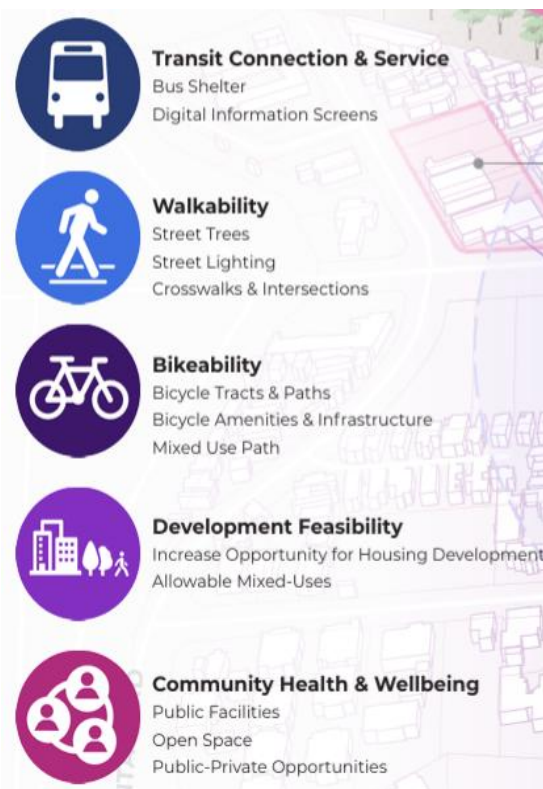 Transit Connection & Service
Bus Shelter
Digital Information Screens
Walkability
Street Trees
Street Lighting
Crosswalks & Intersections
Bikeability
Bicycle Tracts & Paths
Bicycle Amenities & Infrastructure
Mixed Use Path
Development Feasibility
Increase Opportunity for Housing Development
Allowable Mixed-Uses
Community Health & Wellbeing
Public Facilities
Open Space
Public-Private Opportunities